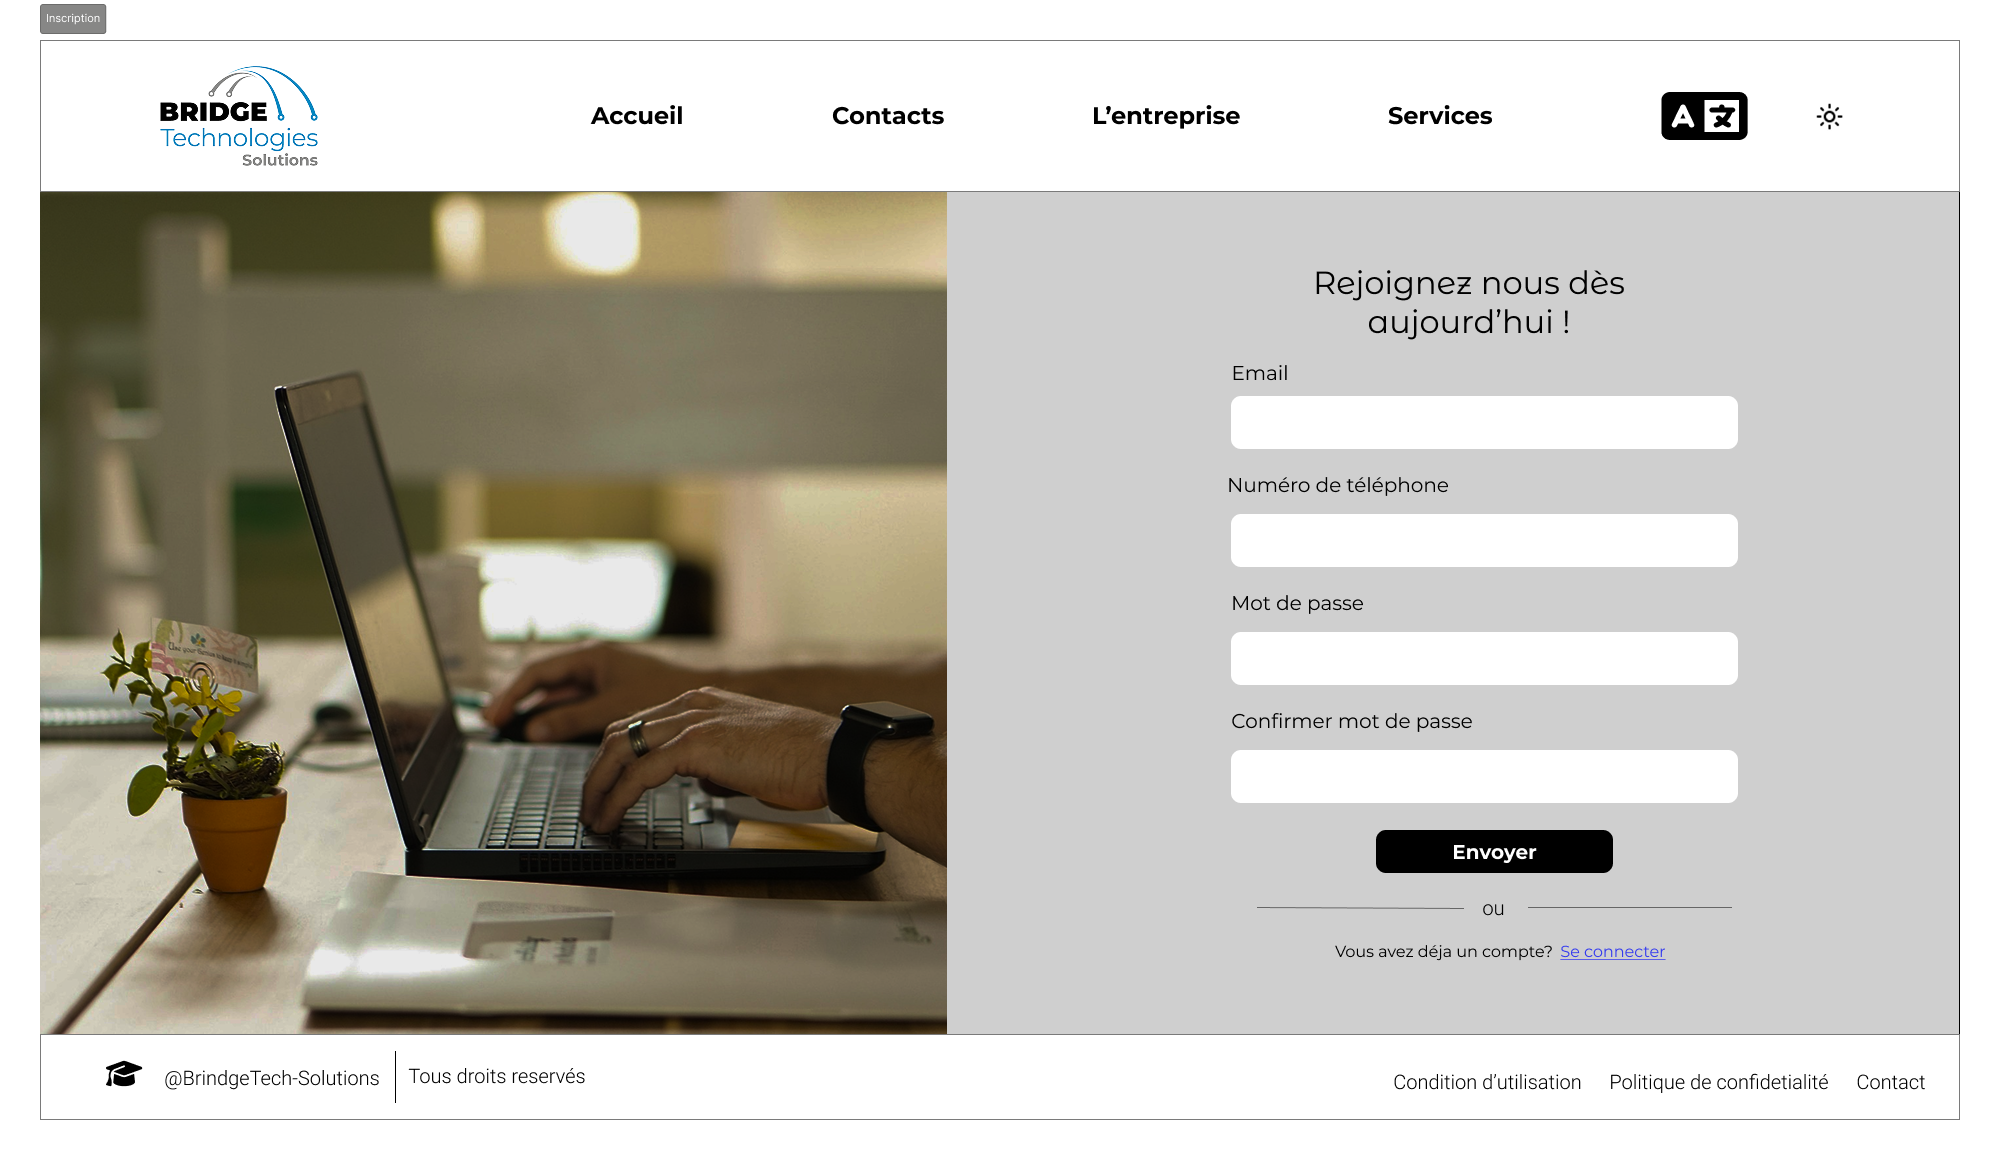 Inscription
BRIDGE
Technologies
Solutions
Accueil
Contacts
L’entreprise
Services
A 文
Rejoignez nous dès
aujourd’hui !
Email
Numéro de téléphone
Mot de passe
Confirmer mot de passe
Envoyer
ou
Vous avez déja un compte? Se connecter
@BrindgeTech-Solutions
Tous droits reservés
Condition d’utilisation
Politique de confidetialité
Contact